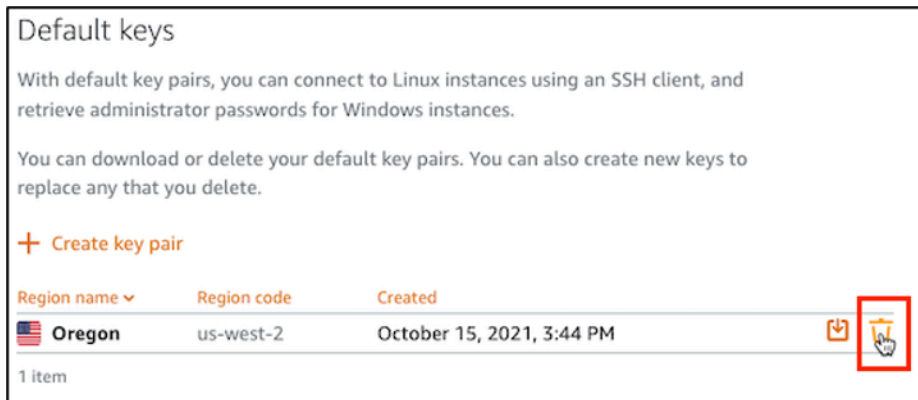 Default keys
With default key pairs, you can connect to Linux instances using an SSH client, and
retrieve administrator passwords for Windows instances.
You can download or delete your default key pairs. You can also create new keys to
replace any that you delete.
+ Create key pair
Region name Region code Created
Oregon us-west-2 October 15, 2021, 3:44 PM
1 item